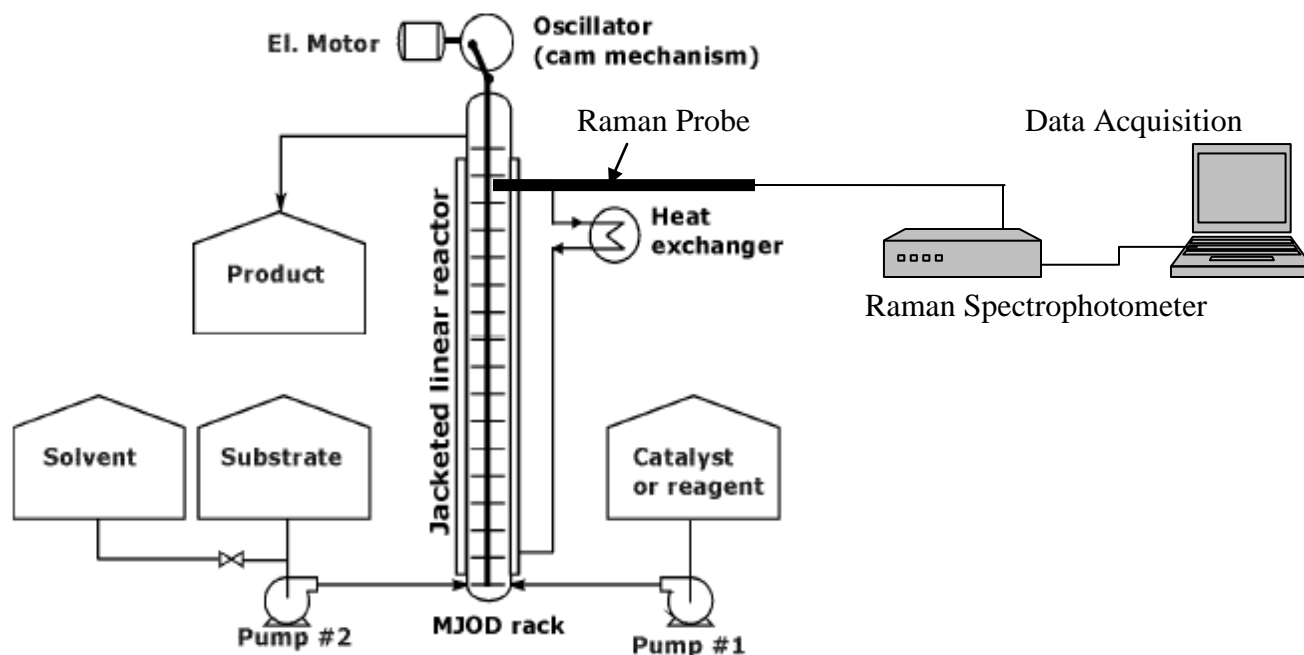 El. Motor
Oscillator
(cam mechanism)
Raman Probe
Data Acquisition
Heat
exchanger
Raman Spectrophotometer
Product
Jacketed linear reactor
Solvent
Substrate
Catalyst
or reagent
MJOD rack
Pump #2
Pump #1